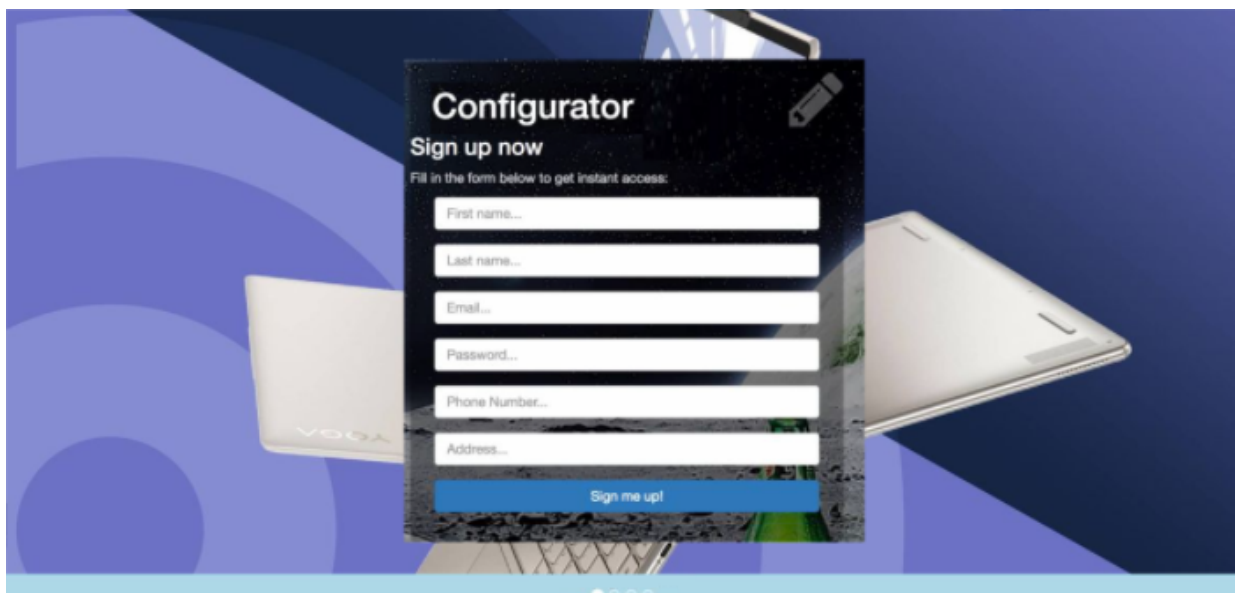 Configurator
Sign up now
Fill in the form below to get instant access:
First name...
Last name...
Email...
Password...
Phone Number...
Address...
Sign me up!
YOGA